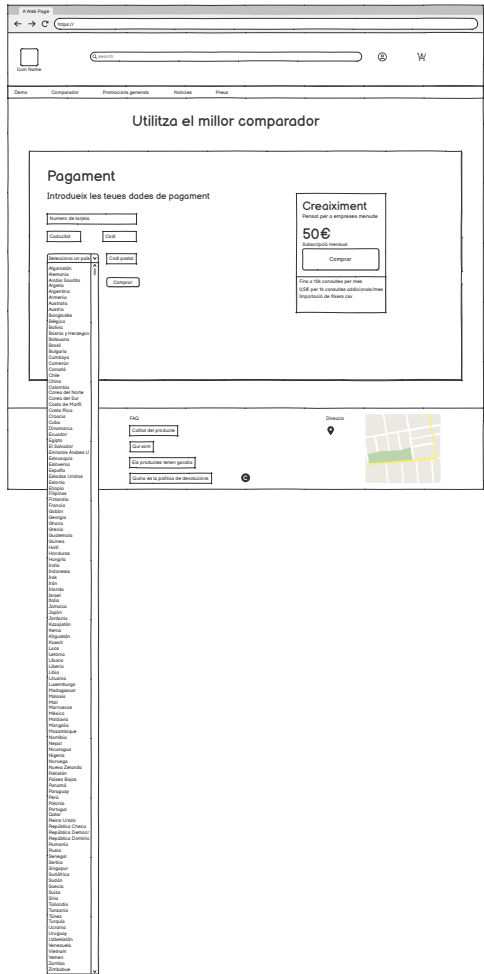 A Web Page
https://
search
Icon Name
Demo
Comparador
Promocions generals
Noticies
Preus
Utilitza el millor comparador
Pagament
Introdueix les teues dades de pagament
Numero de tarjeta
Caducitat
Codi
Selecciona un país
Codi postal
Comprar
Creaiximent
Pensat per a empreses menude
50€
Subscripció mensual
Comprar
Fins a 10k consultes per mes
0,5€ per 1k consultes addicionals/mes
Importació de fitxers csv
Afganistán
Alemania
Arabia Saudita
Argelia
Argentina
Armenia
Australia
Austria
Bangladés
Bélgica
Bolivia
Bosnia y Herzegov
Botsuana
Brasil
Bulgaria
Camboya
Camerún
Canadá
Chile
China
Colombia
Corea del Norte
Corea del Sur
Costa de Marfil
Costa Rica
Croacia
Cuba
Dinamarca
Ecuador
Egipto
El Salvador
Emiratos Árabes U
Eslovaquia
Eslovenia
España
Estados Unidos
Estonia
Etiopía
Filipinas
Finlandia
Francia
Gabón
Georgia
Ghana
Grecia
Guatemala
Guinea
Haití
Honduras
Hungría
India
Indonesia
Irak
Irán
Irlanda
Israel
Italia
Jamaica
Japón
Jordania
Kazajistán
Kenia
Kirguistán
Kuwait
Laos
Letonia
Líbano
Liberia
Libia
Lituania
Luxemburgo
Madagascar
Malasia
Malí
Marruecos
México
Moldavia
Mongolia
Mozambique
Namibia
Nepal
Nicaragua
Nigeria
Noruega
Nueva Zelanda
Pakistán
Países Bajos
Panamá
Paraguay
Perú
Polonia
Portugal
Qatar
Reino Unido
República Checa
República Democr
República Dominic
Rumania
Rusia
Senegal
Serbia
Singapur
Sudáfrica
Sudán
Suecia
Suiza
Siria
Tailandia
Tanzania
Túnez
Turquía
Ucrania
Uruguay
Uzbekistán
Venezuela
Vietnam
Yemen
Zambia
Zimbabue
FAQ
Calitat del producte
Qui som
Els productes tenen garatia
Quina es la politica de devolucions
C
Direccio